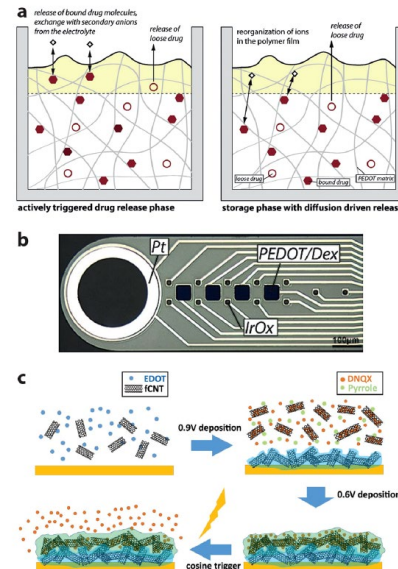 a
release of bound drug molecules,
exchange with secondary anions
from the electrolyte
release of
loose drug
reorganization of ions
in the polymer film
release of
loose drug
loose drug
bound drug
PEDOT matrix
actively triggered drug release phase
storage phase with diffusion driven releas
b
Pt
PEDOT/Dex
IrOx
100µm
c
EDOT
fCNT
DNQX
Pyrrole
0.9V deposition
0.6V deposition
cosine trigger